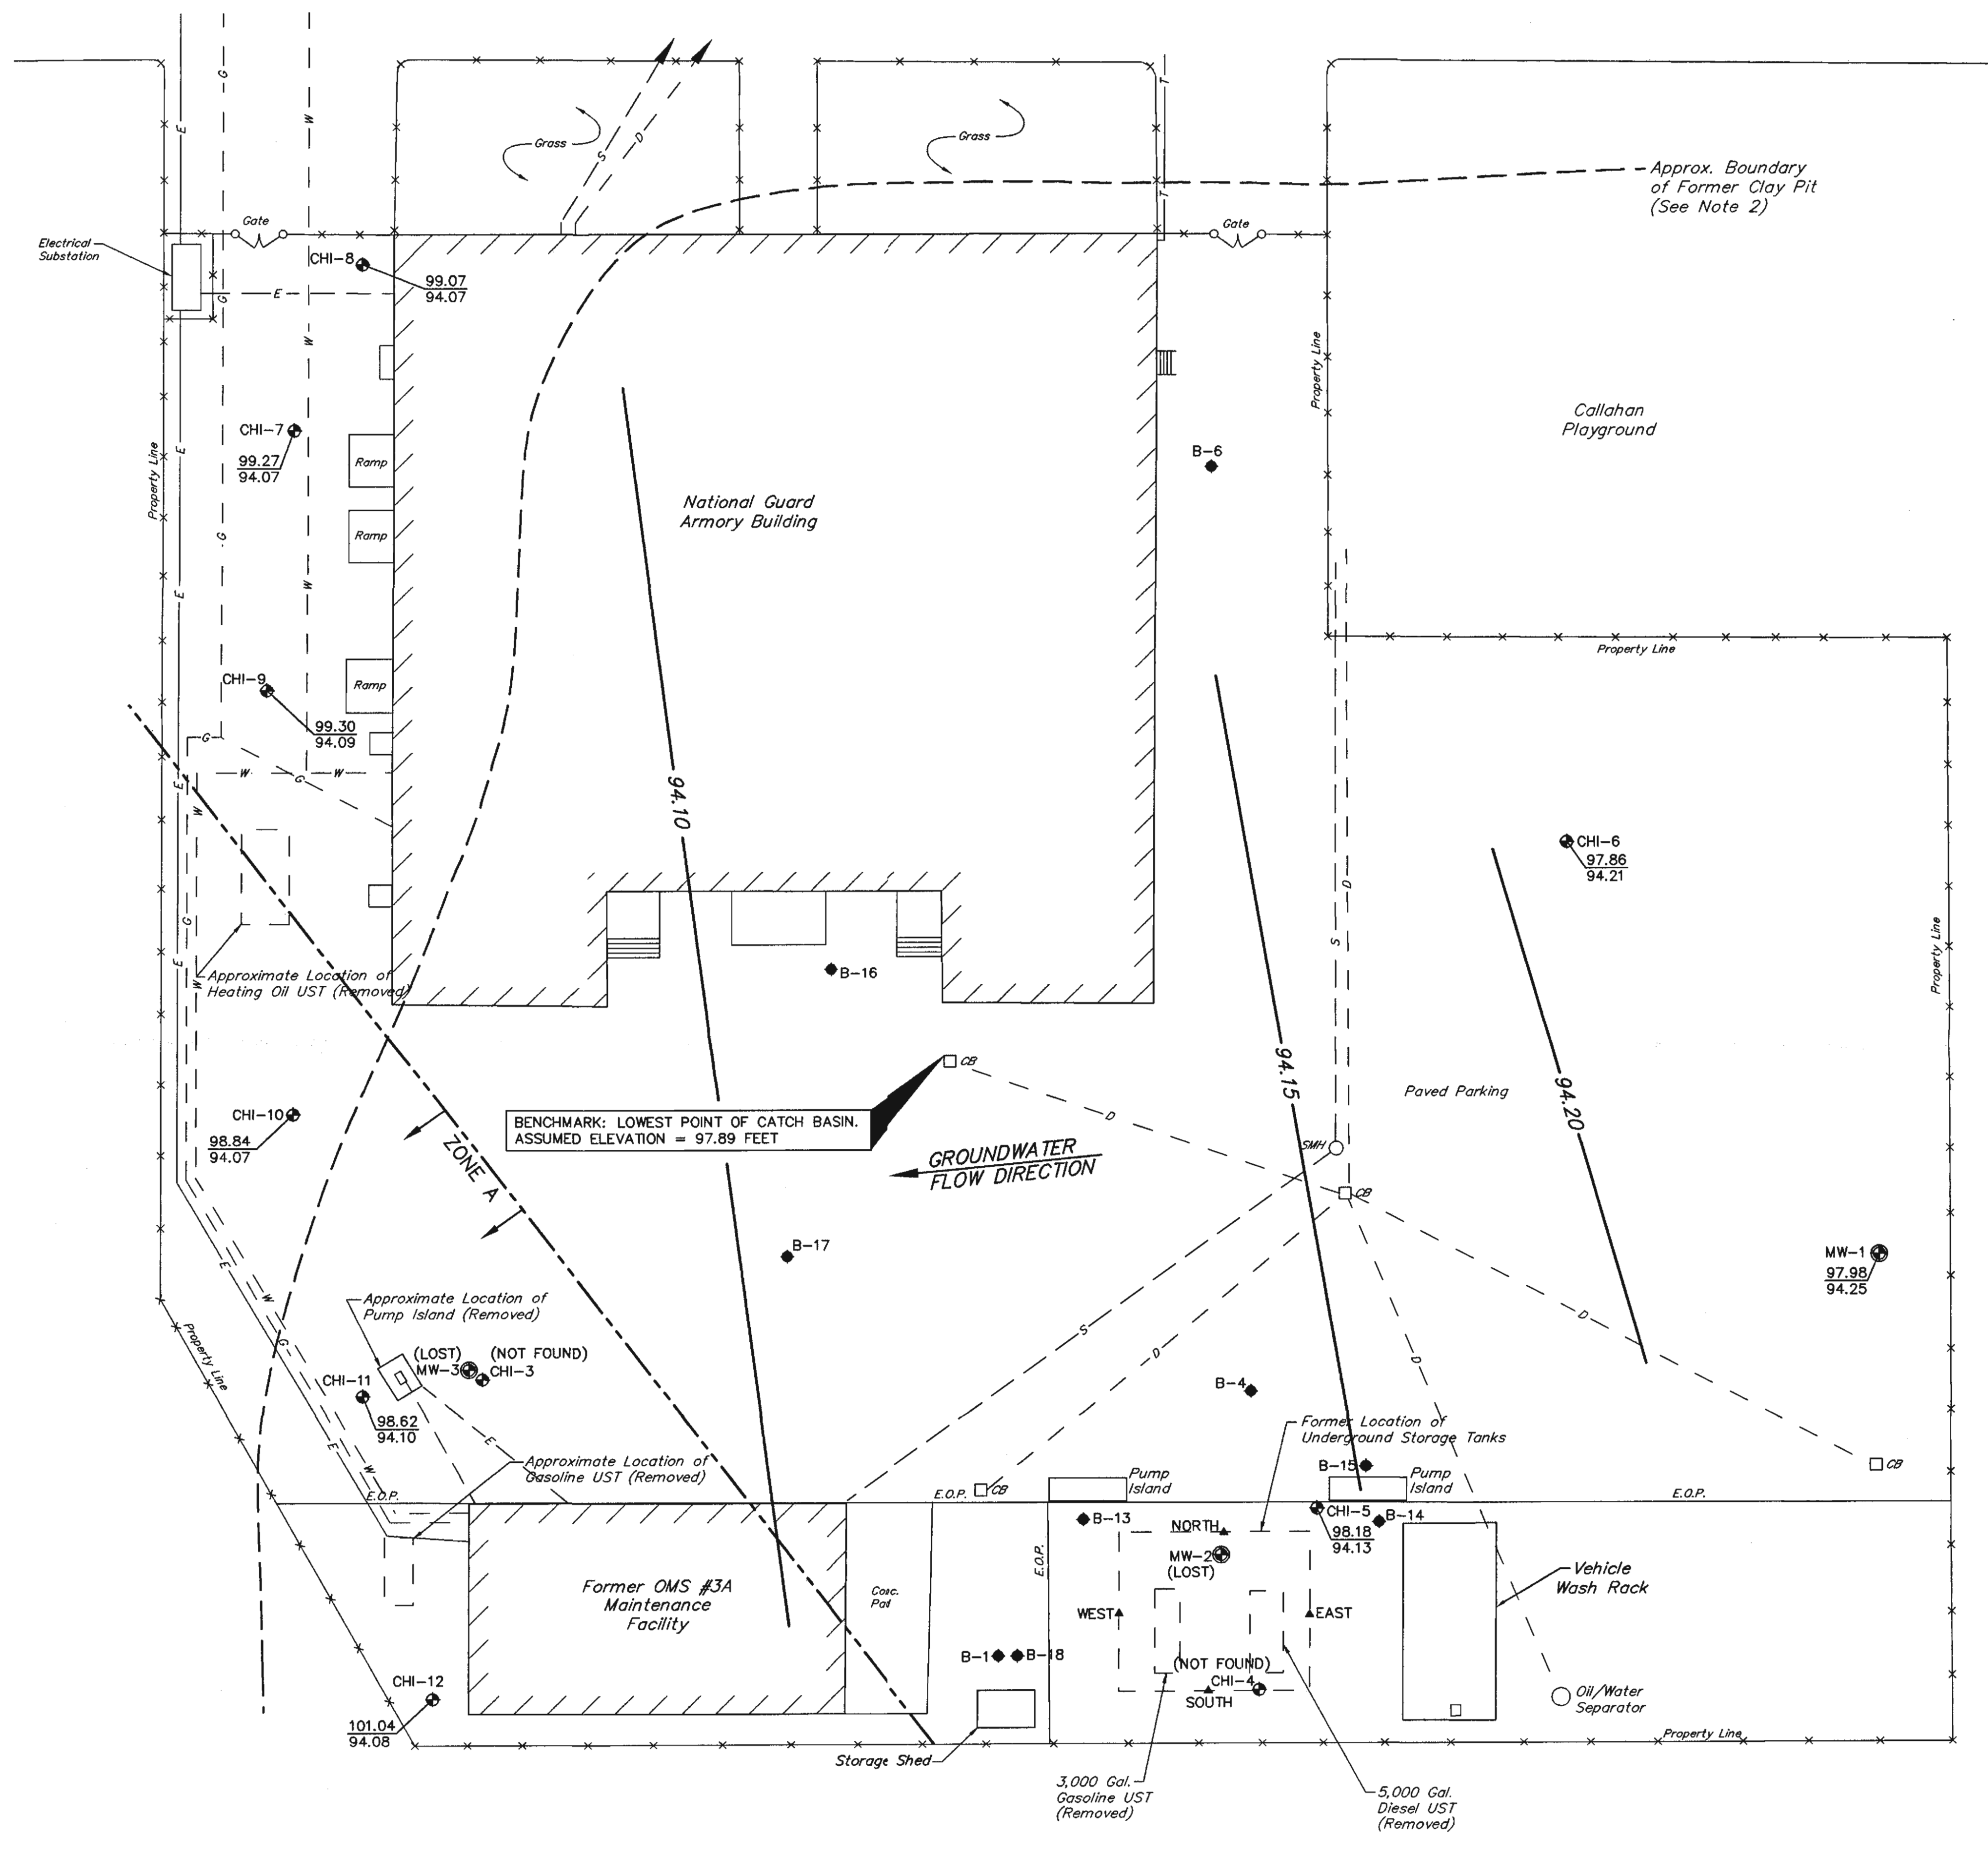 Approx. Boundary
of Former Clay Pit
(See Note 2)
G
W
E
T
Grass
S
D
Grass
T
Gate
Gate
Electrical
Substation
CHI-8
99.07
94.07
E
G
W
Property Line
Callahan
Playground
CHI-7
99.27
94.07
Ramp
Property Line
E
B-6
National Guard
Armory Building
Ramp
G
W
E
Property Line
CHI-9
Ramp
99.30
94.09
G
W
G
W
E
W
94.10
CHI-6
97.86
94.21
D
G
E
W
S
Property Line
Approximate Location of
Heating Oil UST (Removed)
B-16
CB
94.15
Paved Parking
94.20
CHI-10
98.84
94.07
BENCHMARK: LOWEST POINT OF CATCH BASIN.
ASSUMED ELEVATION = 97.89 FEET
D
ZONE A
GROUNDWATER
FLOW DIRECTION
SMH
CB
B-17
MW-1
97.98
94.25
E
W
G
Approximate Location of
Pump Island (Removed)
Property Line
(LOST)
MW-3
(NOT FOUND)
CHI-3
S
D
D
D
CHI-11
98.62
94.10
B-4
E
E
W
Former Location of
Underground Storage Tanks
Approximate Location of
Gasoline UST (Removed)
B-15
Pump
Island
Pump
Island
CB
E.O.P.
E.O.P.
CB
E.O.P.
B-13
CHI-5
98.18
94.13
B-14
NORTH
MW-2
(LOST)
E.O.P.
Former OMS #3A
Maintenance
Facility
Conc.
Pad
Vehicle
Wash Rack
WEST
EAST
B-1
B-18
(NOT FOUND)
CHI-4
SOUTH
CHI-12
101.04
94.08
Oil/Water
Separator
Property Line
Storage Shed
3,000 Gal.
Gasoline UST
(Removed)
5,000 Gal.
Diesel UST
(Removed)